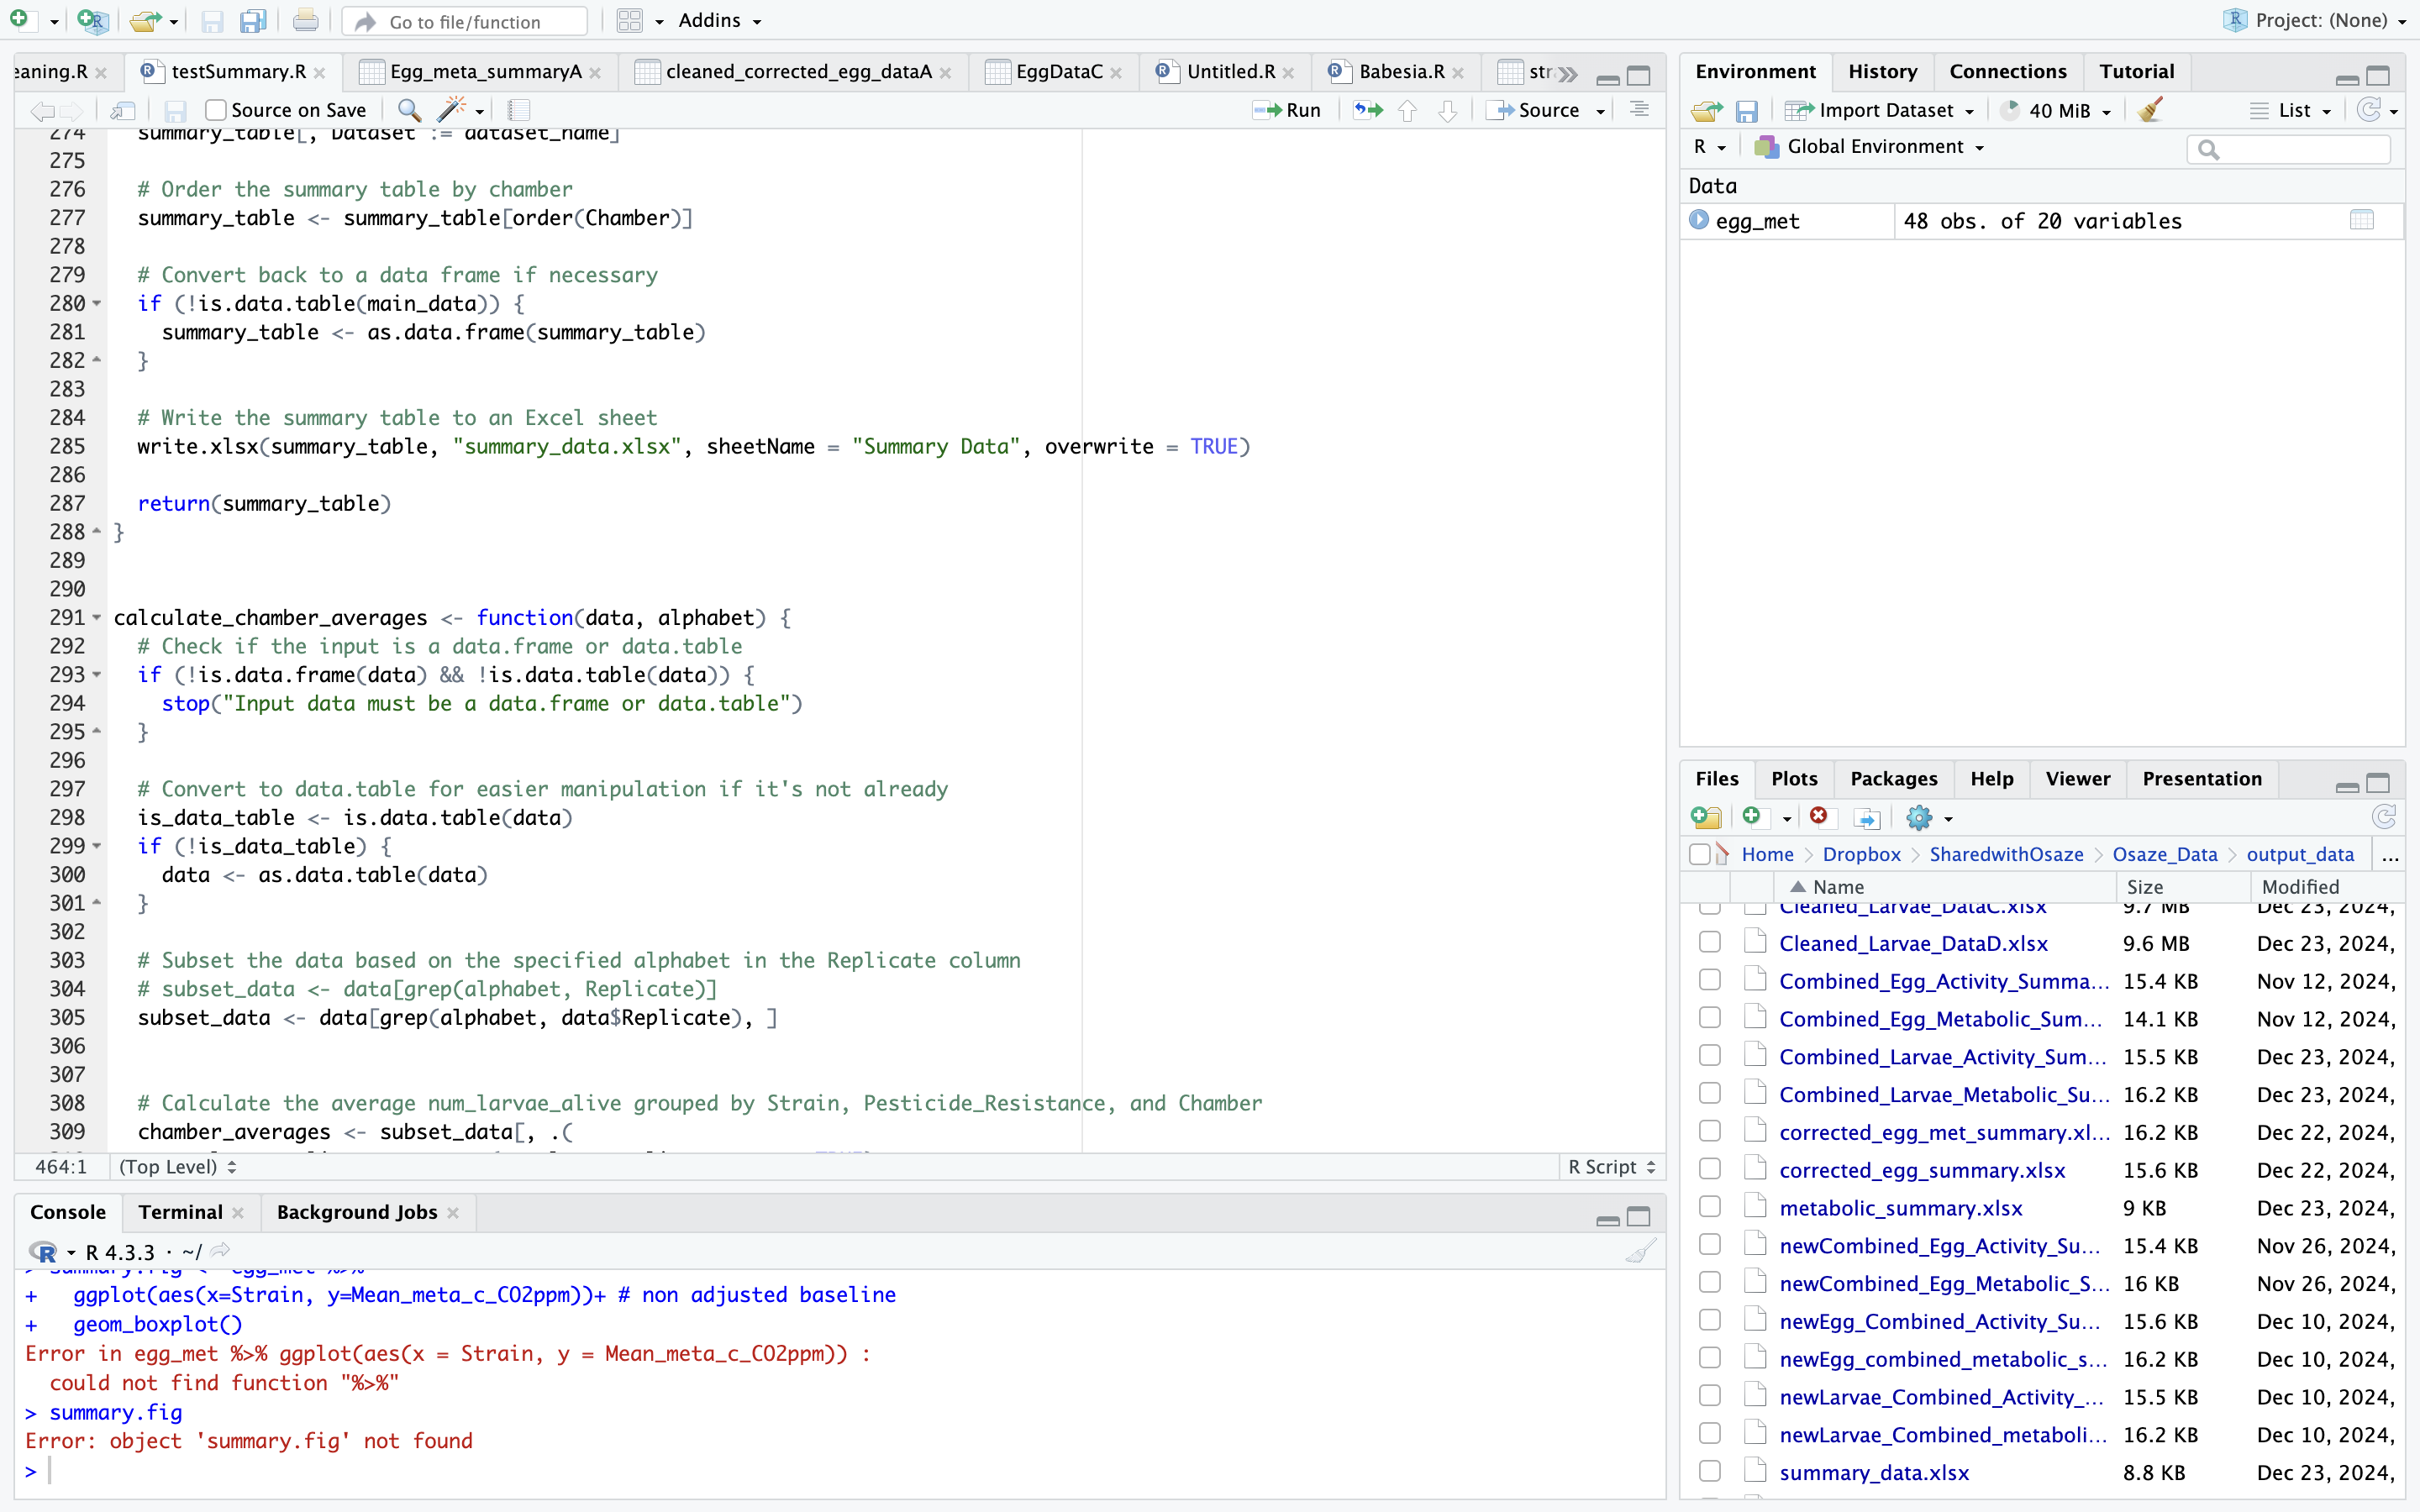 Go to file/function
Addins
Project: (None)
eaning.R
testSummary.R
Egg_meta_summaryA
cleaned_corrected_egg_dataA
EggDataC
Untitled.R
Babesia.R
str
Source on Save
Run
Source
274 summary_table[, Dataset := dataset_name]
275
276 # Order the summary table by chamber
277 summary_table <- summary_table[order(Chamber)]
278
279 # Convert back to a data frame if necessary
280 if (!is.data.table(main_data)) {
281 summary_table <- as.data.frame(summary_table)
282 }
283
284 # Write the summary table to an Excel sheet
285 write.xlsx(summary_table, "summary_data.xlsx", sheetName = "Summary Data", overwrite = TRUE)
286
287 return(summary_table)
288 }
289
290
291 calculate_chamber_averages <- function(data, alphabet) {
292 # Check if the input is a data.frame or data.table
293 if (!is.data.frame(data) && !is.data.table(data)) {
294 stop("Input data must be a data.frame or data.table")
295 }
296
297 # Convert to data.table for easier manipulation if it's not already
298 is_data_table <- is.data.table(data)
299 if (!is_data_table) {
300 data <- as.data.table(data)
301 }
302
303 # Subset the data based on the specified alphabet in the Replicate column
304 # subset_data <- data[grep(alphabet, Replicate)]
305 subset_data <- data[grep(alphabet, data$Replicate), ]
306
307
308 # Calculate the average num_larvae_alive grouped by Strain, Pesticide_Resistance, and Chamber
309 chamber_averages <- subset_data[, .(
464:1 (Top Level) R Script
Console Terminal Background Jobs
R 4.3.3 · ~/
> summary.fig <- egg_met %>%
+ ggplot(aes(x=Strain, y=Mean_meta_c_CO2ppm))+ # non adjusted baseline
+ geom_boxplot()
Error in egg_met %>% ggplot(aes(x = Strain, y = Mean_meta_c_CO2ppm)) :
could not find function "%>%"
> summary.fig
Error: object 'summary.fig' not found
>
Environment History Connections Tutorial
Import Dataset 40 MiB List
R Global Environment
Data
egg_met 48 obs. of 20 variables
Files Plots Packages Help Viewer Presentation
Home Dropbox SharedwithOsaze Osaze_Data output_data ...
Name Size Modified
Cleaned_Larvae_DataC.xlsx 9.7 MB Dec 23, 2024,
Cleaned_Larvae_DataD.xlsx 9.6 MB Dec 23, 2024,
Combined_Egg_Activity_Summa... 15.4 KB Nov 12, 2024,
Combined_Egg_Metabolic_Sum... 14.1 KB Nov 12, 2024,
Combined_Larvae_Activity_Sum... 15.5 KB Dec 23, 2024,
Combined_Larvae_Metabolic_Su... 16.2 KB Dec 23, 2024,
corrected_egg_met_summary.xl... 16.2 KB Dec 22, 2024,
corrected_egg_summary.xlsx 15.6 KB Dec 22, 2024,
metabolic_summary.xlsx 9 KB Dec 23, 2024,
newCombined_Egg_Activity_Su... 15.4 KB Nov 26, 2024,
newCombined_Egg_Metabolic_S... 16 KB Nov 26, 2024,
newEgg_Combined_Activity_Su... 15.6 KB Dec 10, 2024,
newEgg_combined_metabolic_s... 16.2 KB Dec 10, 2024,
newLarvae_Combined_Activity_... 15.5 KB Dec 10, 2024,
newLarvae_Combined_metaboli... 16.2 KB Dec 10, 2024,
summary_data.xlsx 8.8 KB Dec 23, 2024,